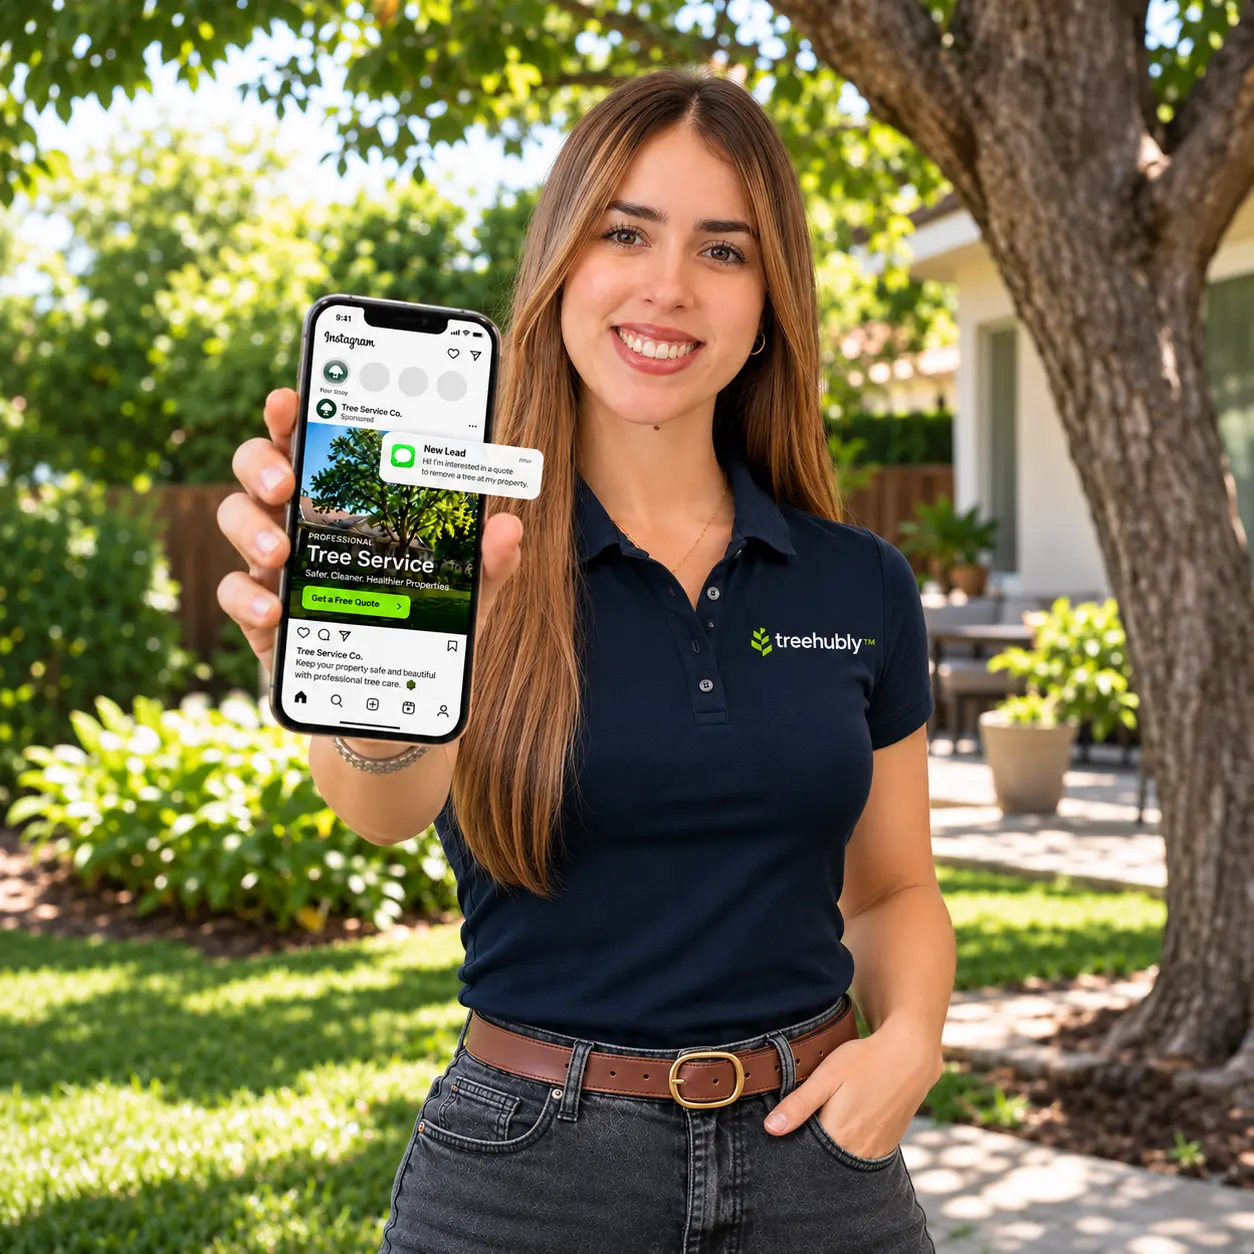 9:41
Instagram
Your Story
Tree Service Co.
Sponsored
New Lead
now
Hi! I'm interested in a quote
to remove a tree at my property.
PROFESSIONAL
Tree Service
Safer. Cleaner. Healthier Properties
Get a Free Quote
Tree Service Co.
Keep your property safe and beautiful
with professional tree care.
treehubly™